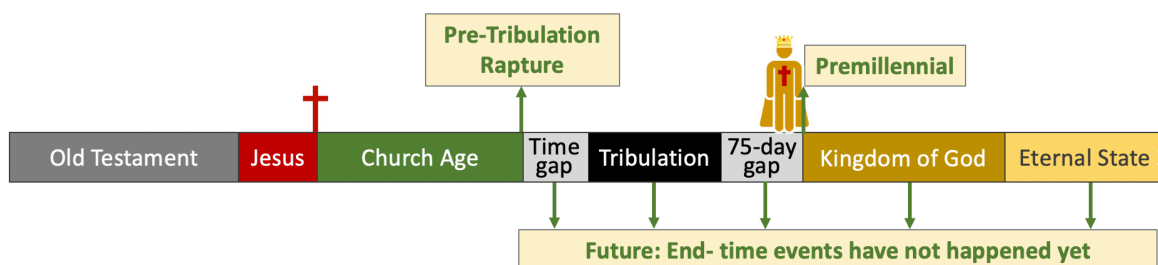 Pre-Tribulation
Rapture
Premillennial
Old Testament
Jesus
Church Age
Time
gap
Tribulation
75-day
gap
Kingdom of God
Eternal State
Future: End- time events have not happened yet